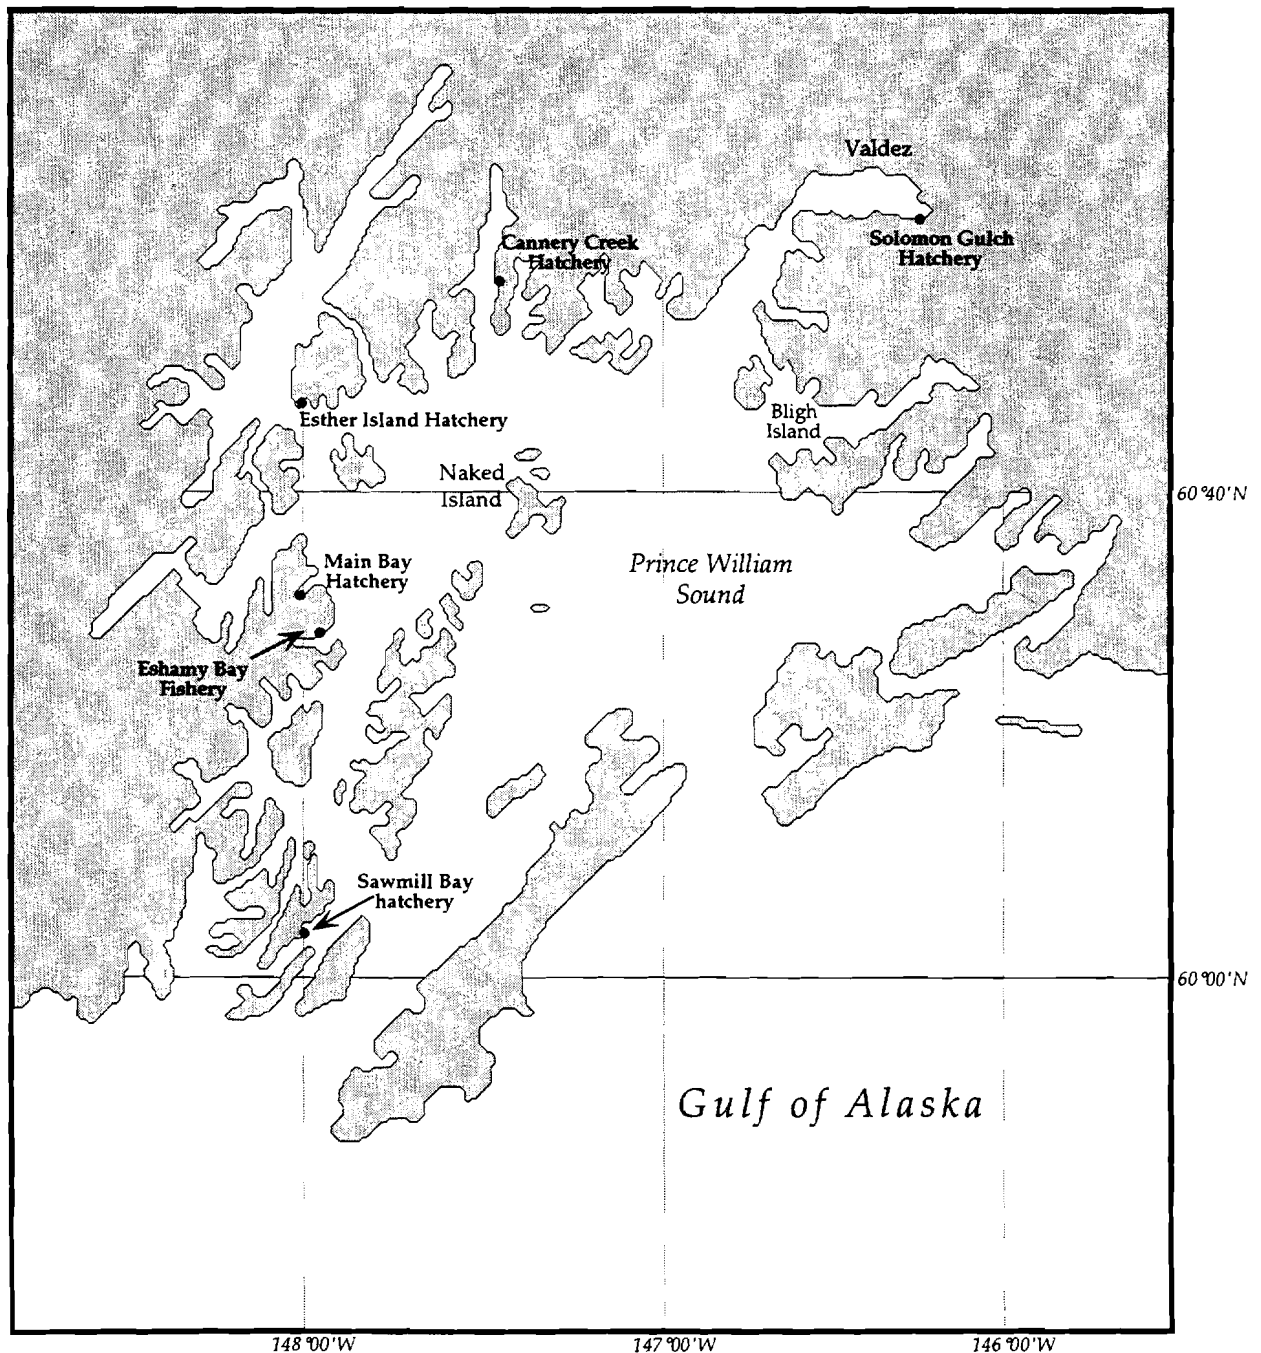 Valdez
Solomon Gulch
Hatchery
Cannery Creek
Hatchery
Esther Island Hatchery
Bligh
Island
Naked
Island
60°40'N
Main Bay
Hatchery
Prince William
Sound
Eshamy Bay
Fishery
Sawmill Bay
hatchery
60°00'N
Gulf of Alaska
148°00'W
147°00'W
146°00'W